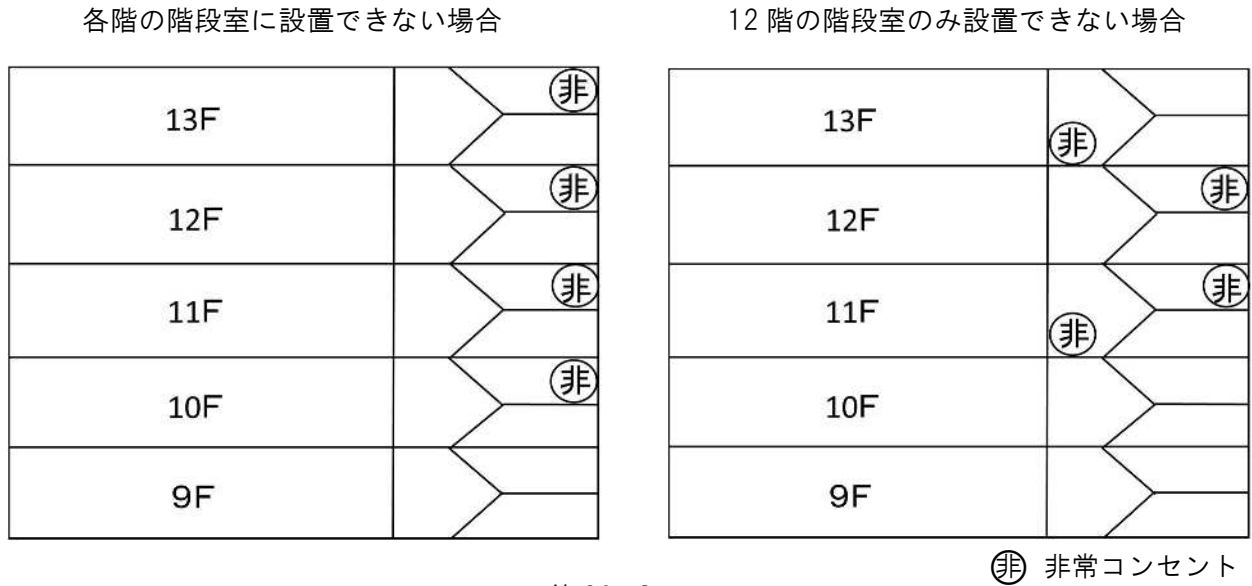 各階の階段室に設置できない場合
12階の階段室のみ設置できない場合
非
13F
非
12F
非
11F
非
10F
9F
13F
非
非
12F
非
11F
非
10F
9F
非 非常コンセント